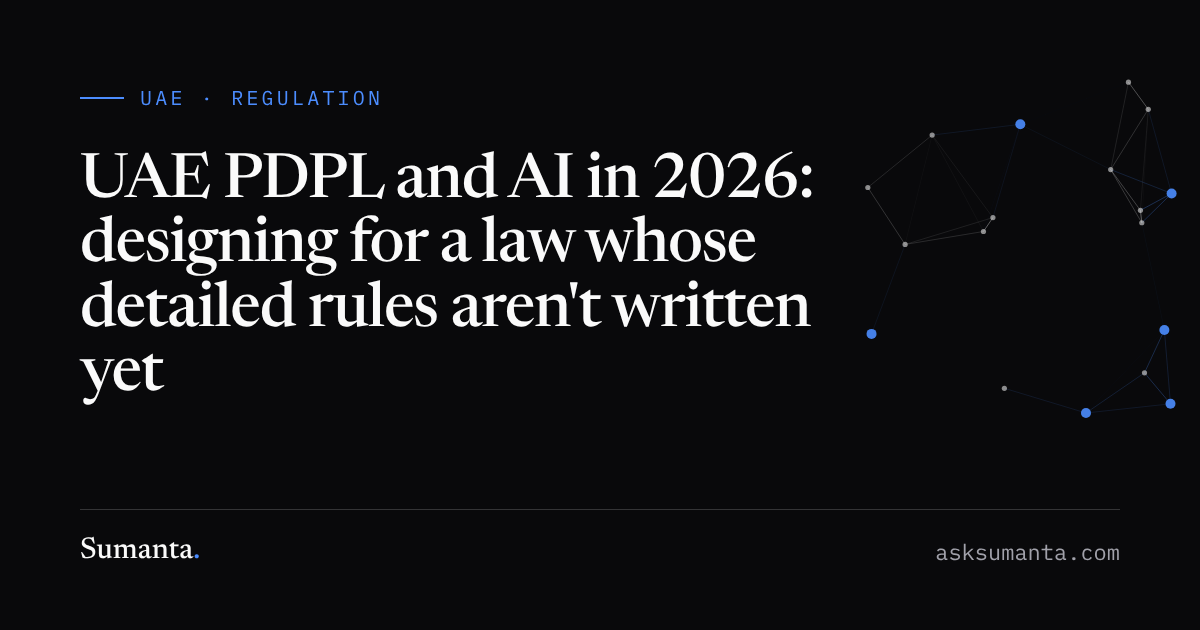 UAE · REGULATION
UAE PDPL and AI in 2026:
designing for a law whose
detailed rules aren't written
yet
Sumanta.
asksumanta.com